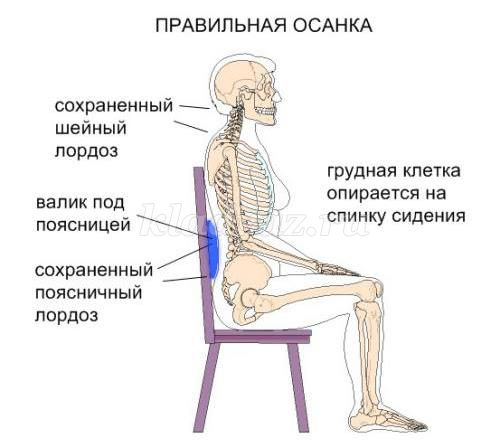 ПРАВИЛЬНАЯ ОСАНКА
сохраненный
шейный
лордоз
валик под
поясницей
сохраненный
поясничный
лордоз
грудная клетка
опирается на
спинку сидения